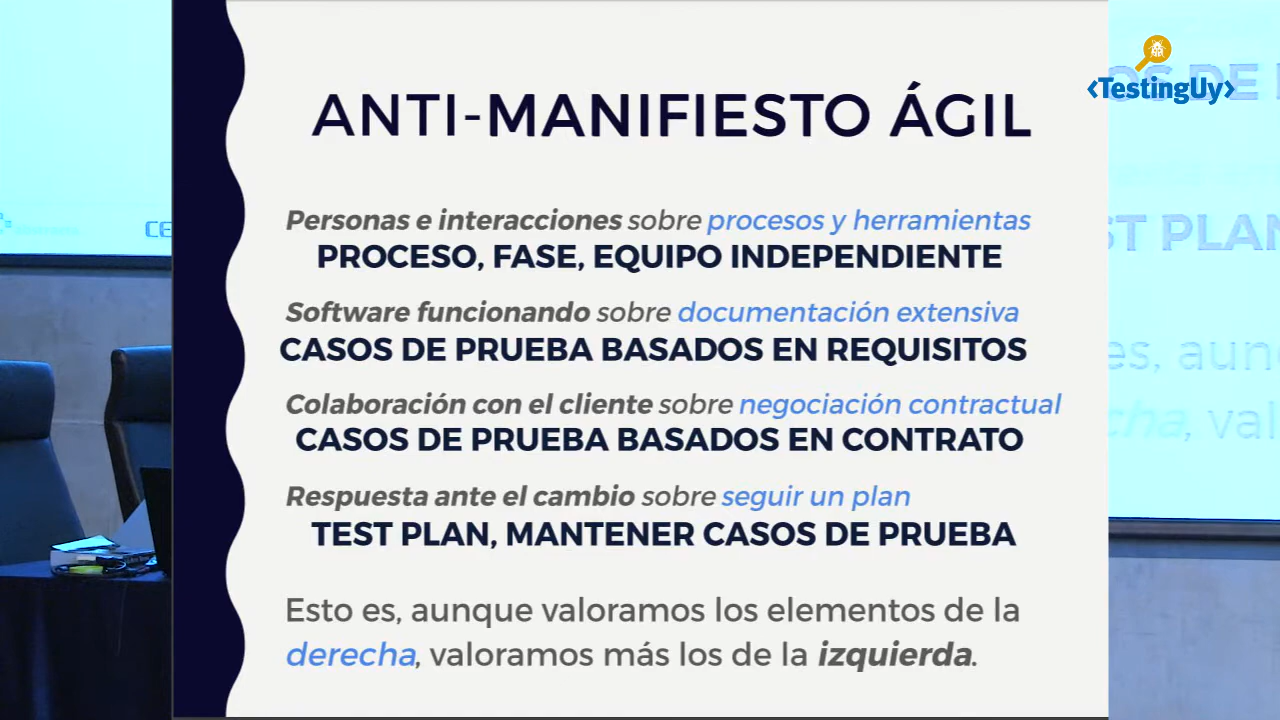 <TestingUy>
ANTI-MANIFIESTO ÁGIL
Personas e interacciones sobre procesos y herramientas
PROCESO, FASE, EQUIPO INDEPENDIENTE
Software funcionando sobre documentación extensiva
CASOS DE PRUEBA BASADOS EN REQUISITOS
Colaboración con el cliente sobre negociación contractual
CASOS DE PRUEBA BASADOS EN CONTRATO
Respuesta ante el cambio sobre seguir un plan
TEST PLAN, MANTENER CASOS DE PRUEBA
Esto es, aunque valoramos los elementos de la
derecha, valoramos más los de la izquierda.